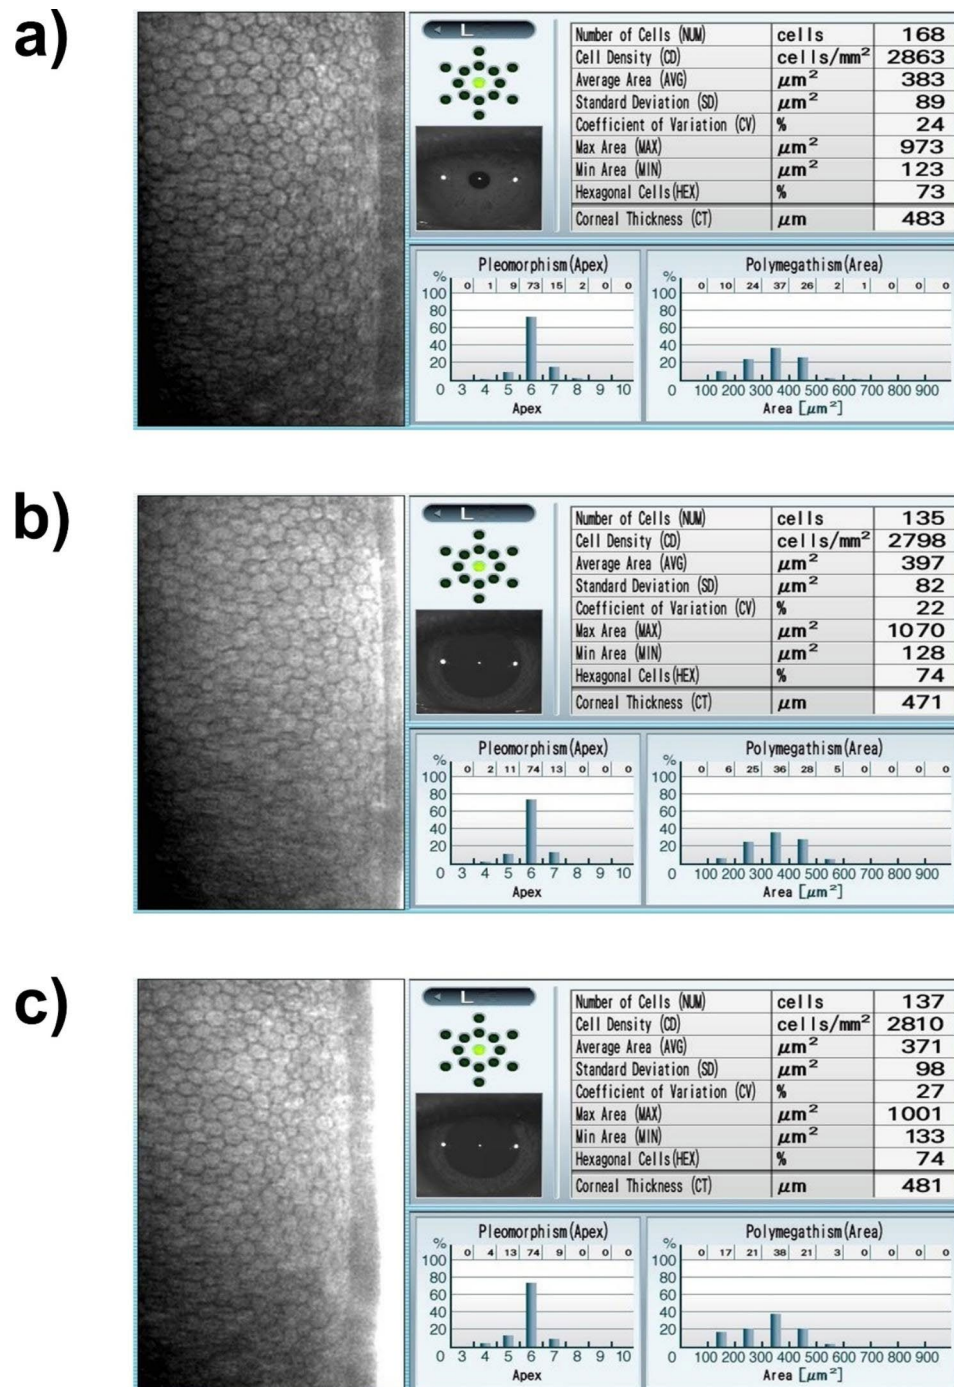 a)
L
Number of Cells (NUM) cells 168
Cell Density (CD) cells/mm² 2863
Average Area (AVG) μm² 383
Standard Deviation (SD) μm² 89
Coefficient of Variation (CV) % 24
Max Area (MAX) μm² 973
Min Area (MIN) μm² 123
Hexagonal Cells(HEX) % 73
Corneal Thickness (CT) μm 483
Pleomorphism(Apex)
% 0 1 9 73 15 2 0 0
100
80
60
40
20
0 3 4 5 6 7 8 9 10
Apex
Polymegathism(Area)
% 0 10 24 37 26 2 1 0 0 0
100
80
60
40
20
0 100 200 300 400 500 600 700 800 900
Area [μm²]
b)
L
Number of Cells (NUM) cells 135
Cell Density (CD) cells/mm² 2798
Average Area (AVG) μm² 397
Standard Deviation (SD) μm² 82
Coefficient of Variation (CV) % 22
Max Area (MAX) μm² 1070
Min Area (MIN) μm² 128
Hexagonal Cells(HEX) % 74
Corneal Thickness (CT) μm 471
Pleomorphism(Apex)
% 0 2 11 74 13 0 0 0
100
80
60
40
20
0 3 4 5 6 7 8 9 10
Apex
Polymegathism(Area)
% 0 6 25 36 28 5 0 0 0 0
100
80
60
40
20
0 100 200 300 400 500 600 700 800 900
Area [μm²]
c)
L
Number of Cells (NUM) cells 137
Cell Density (CD) cells/mm² 2810
Average Area (AVG) μm² 371
Standard Deviation (SD) μm² 98
Coefficient of Variation (CV) % 27
Max Area (MAX) μm² 1001
Min Area (MIN) μm² 133
Hexagonal Cells(HEX) % 74
Corneal Thickness (CT) μm 481
Pleomorphism(Apex)
% 0 4 13 74 9 0 0 0
100
80
60
40
20
0 3 4 5 6 7 8 9 10
Apex
Polymegathism(Area)
% 0 17 21 38 21 3 0 0 0 0
100
80
60
40
20
0 100 200 300 400 500 600 700 800 900
Area [μm²]